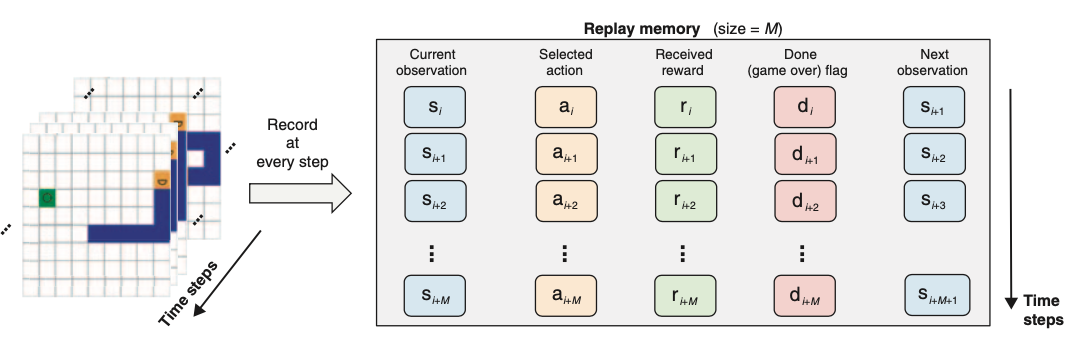 Replay memory (size = M)
Current observation
Selected action
Received reward
Done (game over) flag
Next observation
Record at every step
s_i a_i r_i d_i s_{i+1}
s_{i+1} a_{i+1} r_{i+1} d_{i+1} s_{i+2}
s_{i+2} a_{i+2} r_{i+2} d_{i+2} s_{i+3}
s_{i+M} a_{i+M} r_{i+M} d_{i+M} s_{i+M+1}
Time steps
Time steps